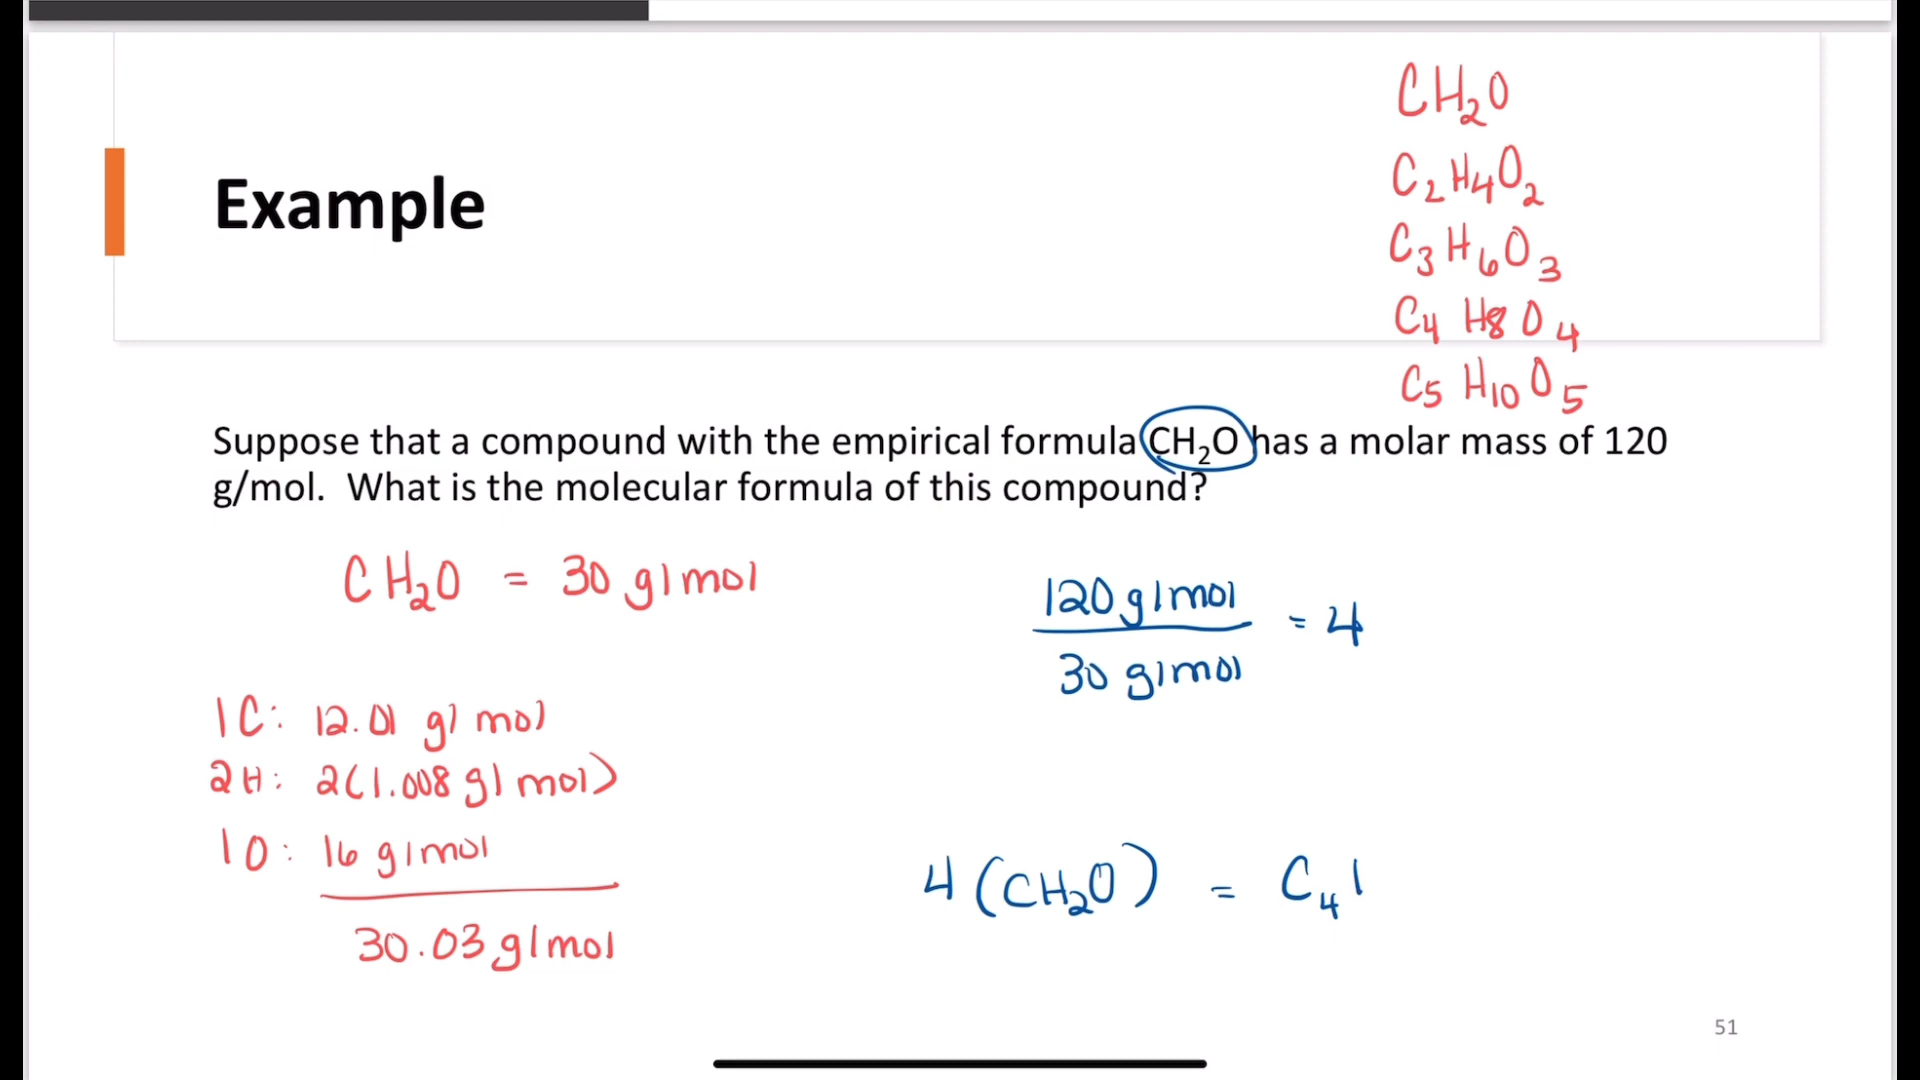 CH₂O
C₂H₄O₂
Example
C₃H₆O₃
C₄ H₈ O₄
C₅ H₁₀ O₅
Suppose that a compound with the empirical formula CH₂O has a molar mass of 120
g/mol. What is the molecular formula of this compound?
CH₂O = 30 g/mol
120 g/mol
30 g/mol
= 4
1C: 12.01 g/mol
2H: 2(1.008 g/mol)
1O: 16 g/mol
30.03 g/mol
4(CH₂O) = C₄ I
51